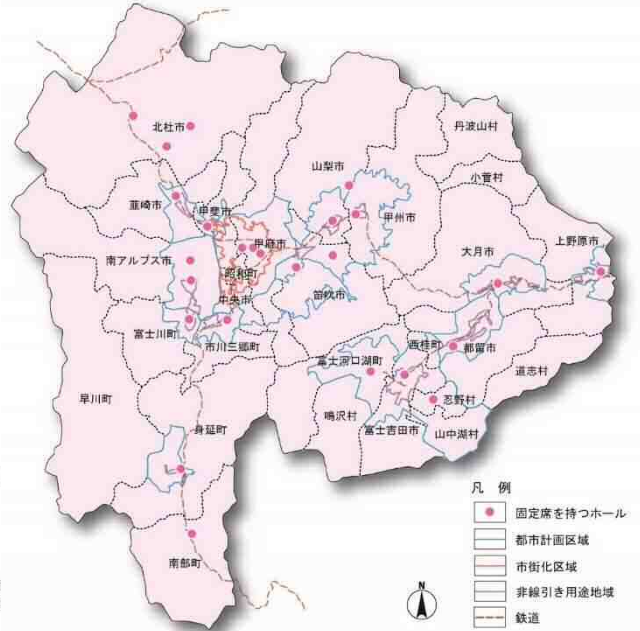 丹波山村
北杜市
山梨市
小菅村
韮崎市
甲斐市
甲州市
上野原市
甲府市
大月市
南アルプス市
昭和町
笛吹市
中央市
富士川町
市川三郷町
西桂町
都留市
富士河口湖町
道志村
早川町
忍野村
鳴沢村
身延町
富士吉田市
山中湖村
南部町
凡 例
固定席を持つホール
都市計画区域
市街化区域
非線引き用途地域
鉄道
N